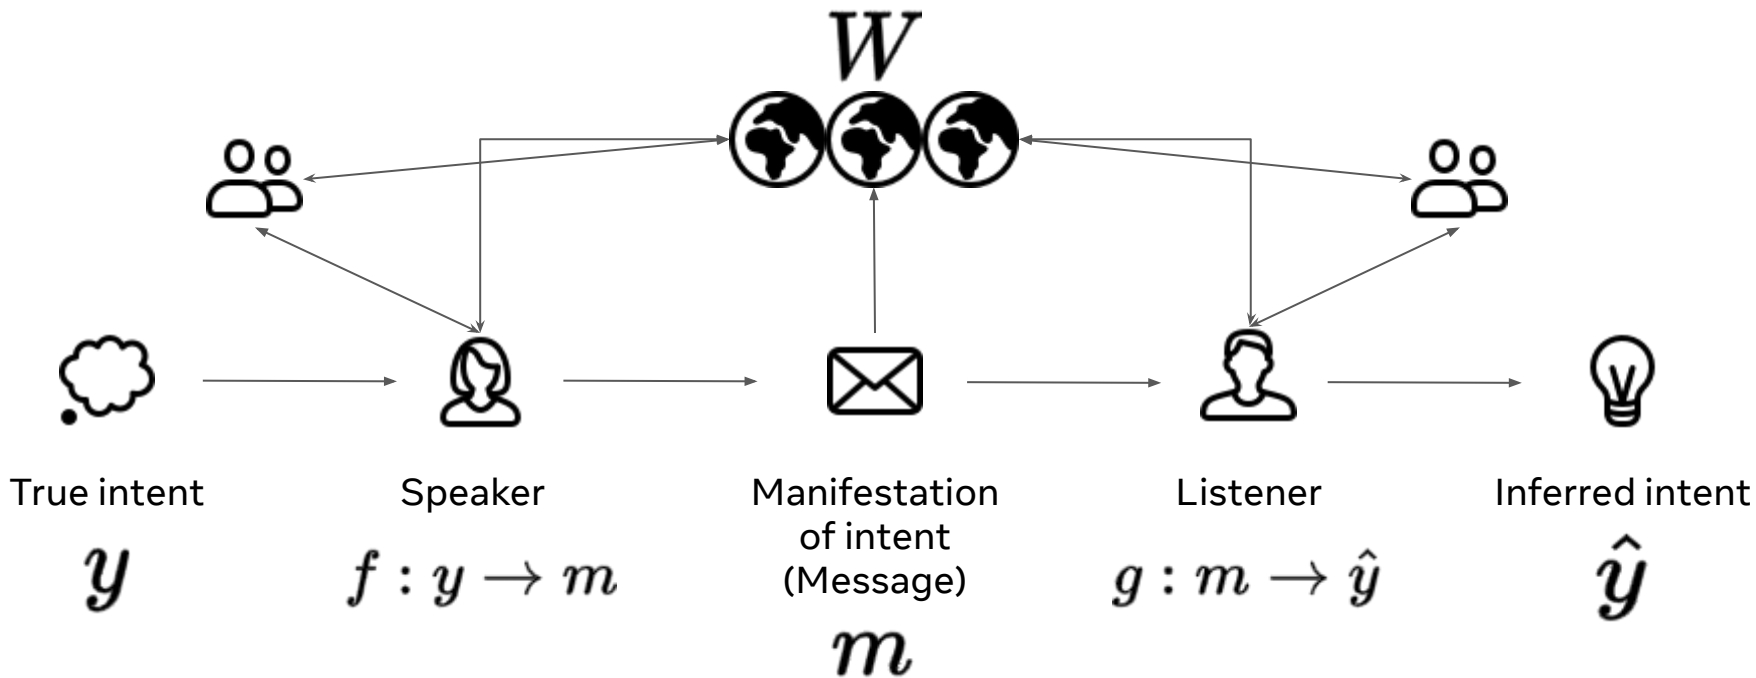 W
True intent
Speaker
Manifestation
of intent
(Message)
Listener
Inferred intent
y
f : y → m
m
g : m → ŷ
ŷ